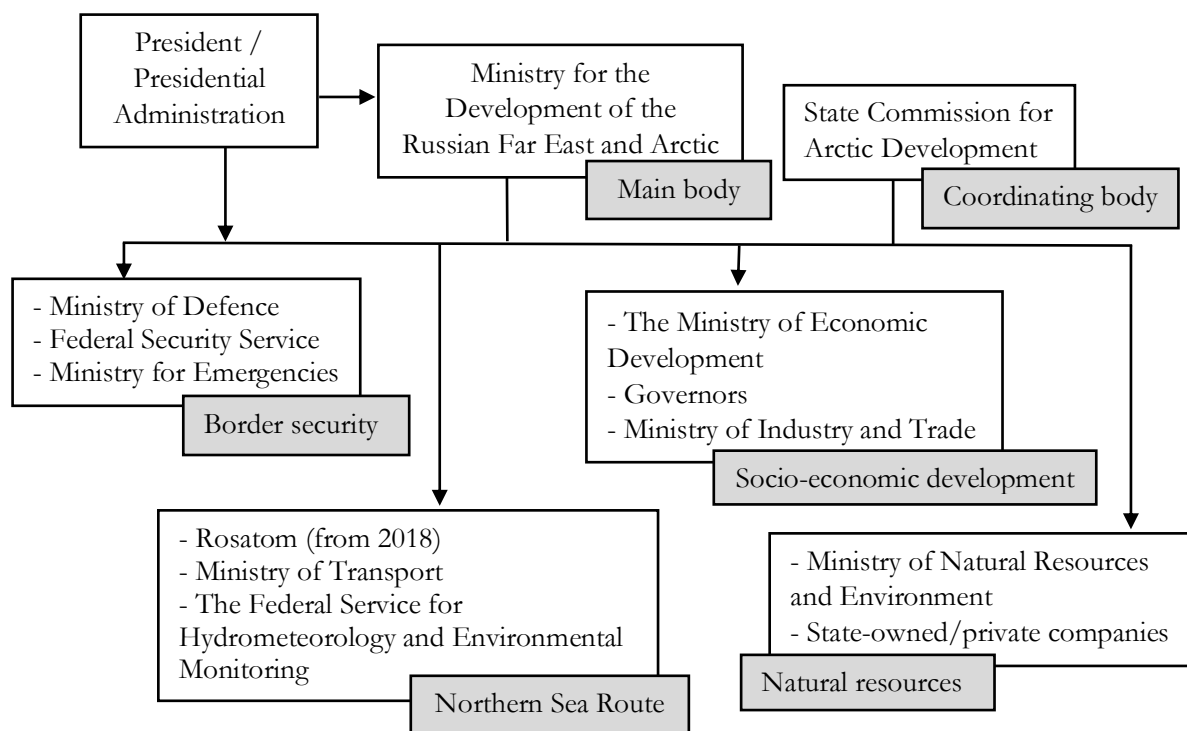 President /
Presidential
Administration
Ministry for the
Development of the
Russian Far East and Arctic
Main body
State Commission for
Arctic Development
Coordinating body
- Ministry of Defence
- Federal Security Service
- Ministry for Emergencies
Border security
- The Ministry of Economic
Development
- Governors
- Ministry of Industry and Trade
Socio-economic development
- Rosatom (from 2018)
- Ministry of Transport
- The Federal Service for
Hydrometeorology and Environmental
Monitoring
Northern Sea Route
- Ministry of Natural Resources
and Environment
- State-owned/private companies
Natural resources